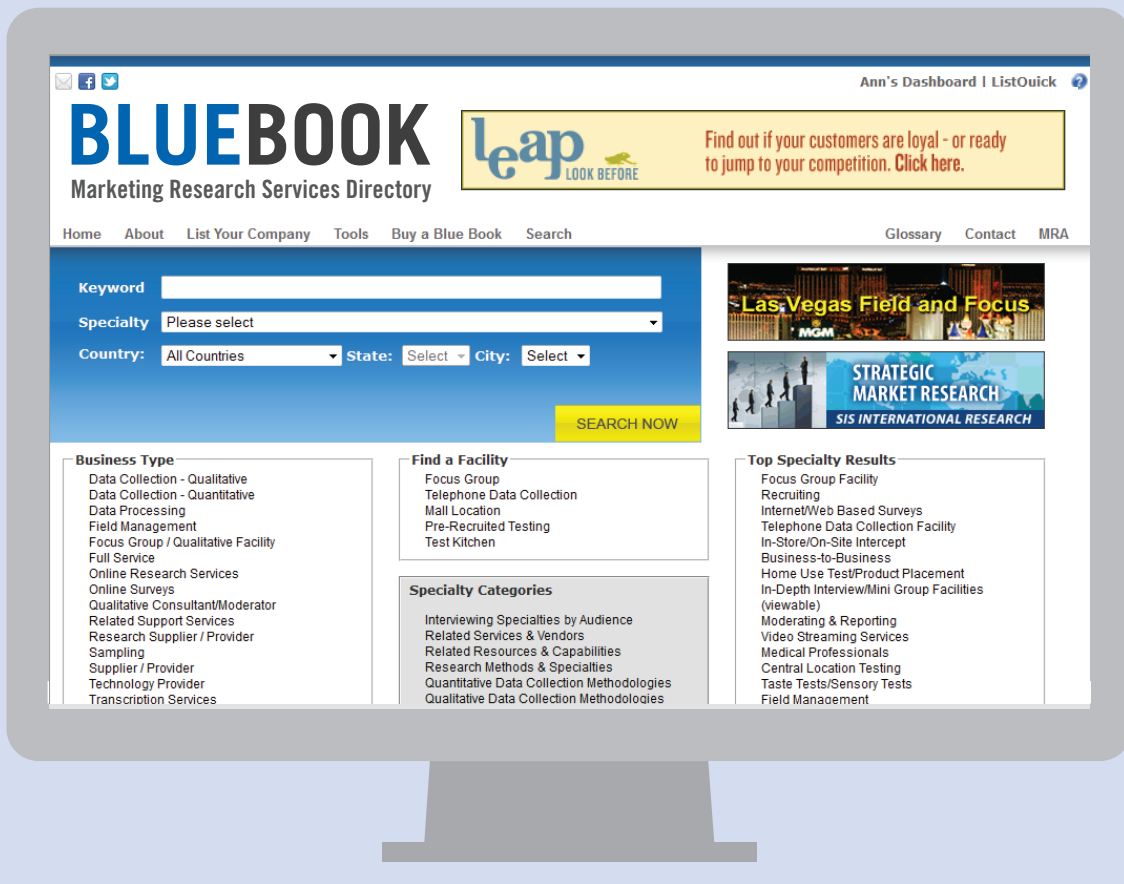 Ann's Dashboard | ListQuick
BLUEBOOK
Marketing Research Services Directory
Leap
LOOK BEFORE
Find out if your customers are loyal - or ready
to jump to your competition. Click here.
Home About List Your Company Tools Buy a Blue Book Search Glossary Contact MRA
Keyword
Specialty Please select
Country: All Countries State: Select City: Select
SEARCH NOW
Las Vegas Field and Focus
MGM
STRATEGIC
MARKET RESEARCH
SIS INTERNATIONAL RESEARCH
Business Type
Data Collection - Qualitative
Data Collection - Quantitative
Data Processing
Field Management
Focus Group / Qualitative Facility
Full Service
Online Research Services
Online Surveys
Qualitative Consultant/Moderator
Related Support Services
Research Supplier / Provider
Sampling
Supplier / Provider
Technology Provider
Transcription Services
Find a Facility
Focus Group
Telephone Data Collection
Mall Location
Pre-Recruited Testing
Test Kitchen
Specialty Categories
Interviewing Specialties by Audience
Related Services & Vendors
Related Resources & Capabilities
Research Methods & Specialties
Quantitative Data Collection Methodologies
Qualitative Data Collection Methodologies
Top Specialty Results
Focus Group Facility
Recruiting
Internet/Web Based Surveys
Telephone Data Collection Facility
In-Store/On-Site Intercept
Business-to-Business
Home Use Test/Product Placement
In-Depth Interview/Mini Group Facilities
(viewable)
Moderating & Reporting
Video Streaming Services
Medical Professionals
Central Location Testing
Taste Tests/Sensory Tests
Field Management